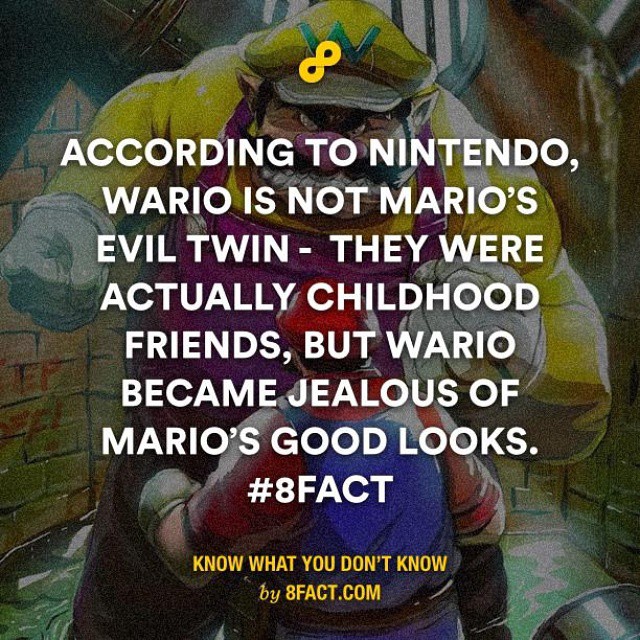 ACCORDING TO NINTENDO,
WARIO IS NOT MARIO'S
EVIL TWIN - THEY WERE
ACTUALLY CHILDHOOD
FRIENDS, BUT WARIO
BECAME JEALOUS OF
MARIO'S GOOD LOOKS.
#8FACT
KNOW WHAT YOU DON'T KNOW
by 8FACT.COM